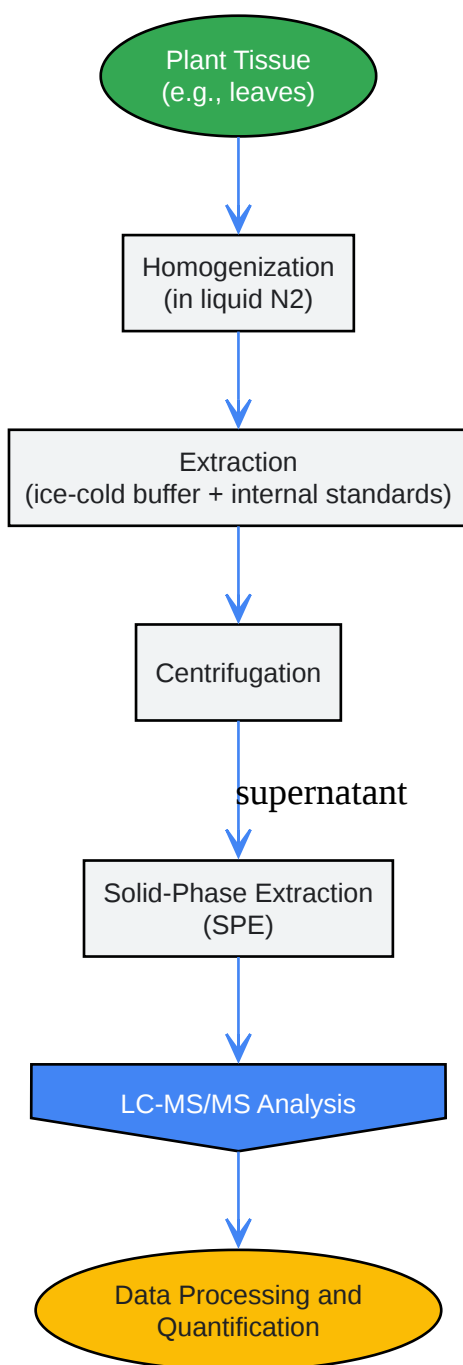 Plant Tissue
(e.g., leaves)
Homogenization
(in liquid N2)
Extraction
(ice-cold buffer + internal standards)
Centrifugation
supernatant
Solid-Phase Extraction
(SPE)
LC-MS/MS Analysis
Data Processing and
Quantification